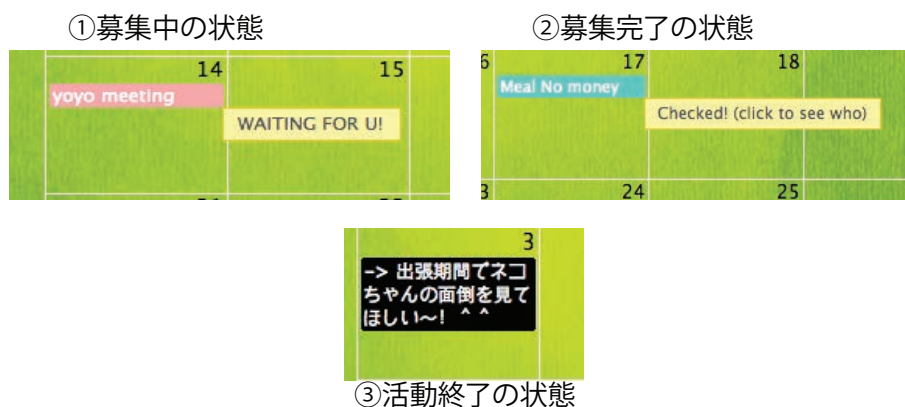 ①募集中の状態
②募集完了の状態
14
15
yoyo meeting
WAITING FOR U!
6
17
18
Meal No money
Checked! (click to see who)
3
24
25
3
-> 出張期間でネコ
ちゃんの面倒を見て
ほしい~! ^ ^
③活動終了の状態